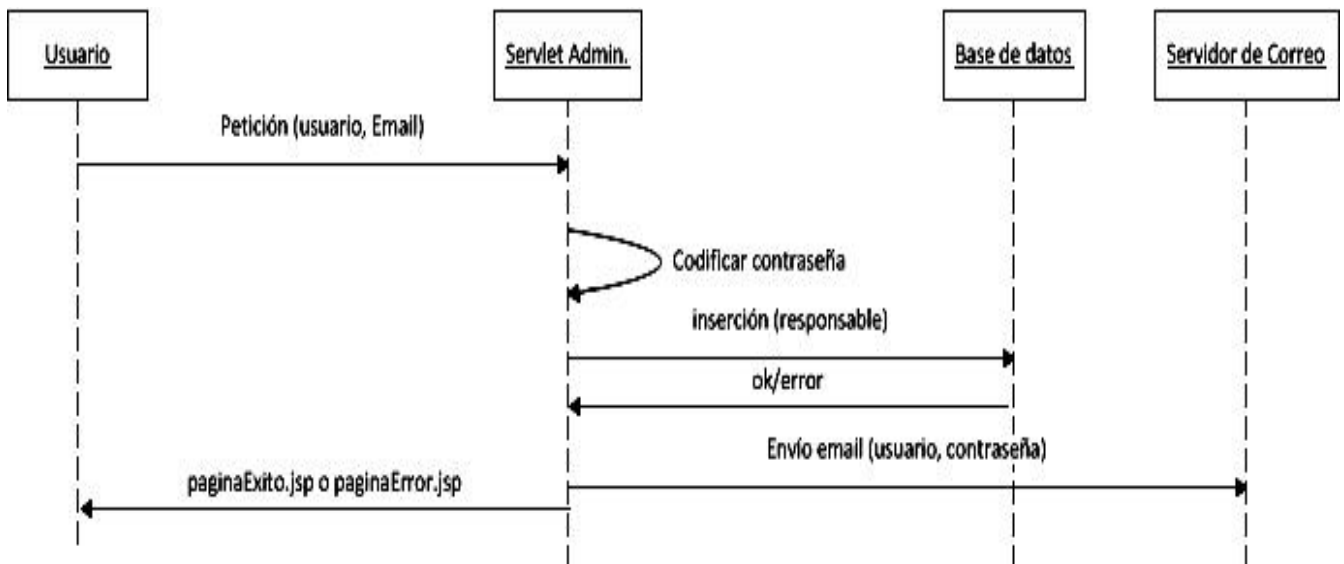 Usuario
Servlet Admin.
Base de datos
Servidor de Correo
Petición (usuario, Email)
Codificar contraseña
inserción (responsable)
ok/error
Envío email (usuario, contraseña)
paginaExito.jsp o paginaError.jsp